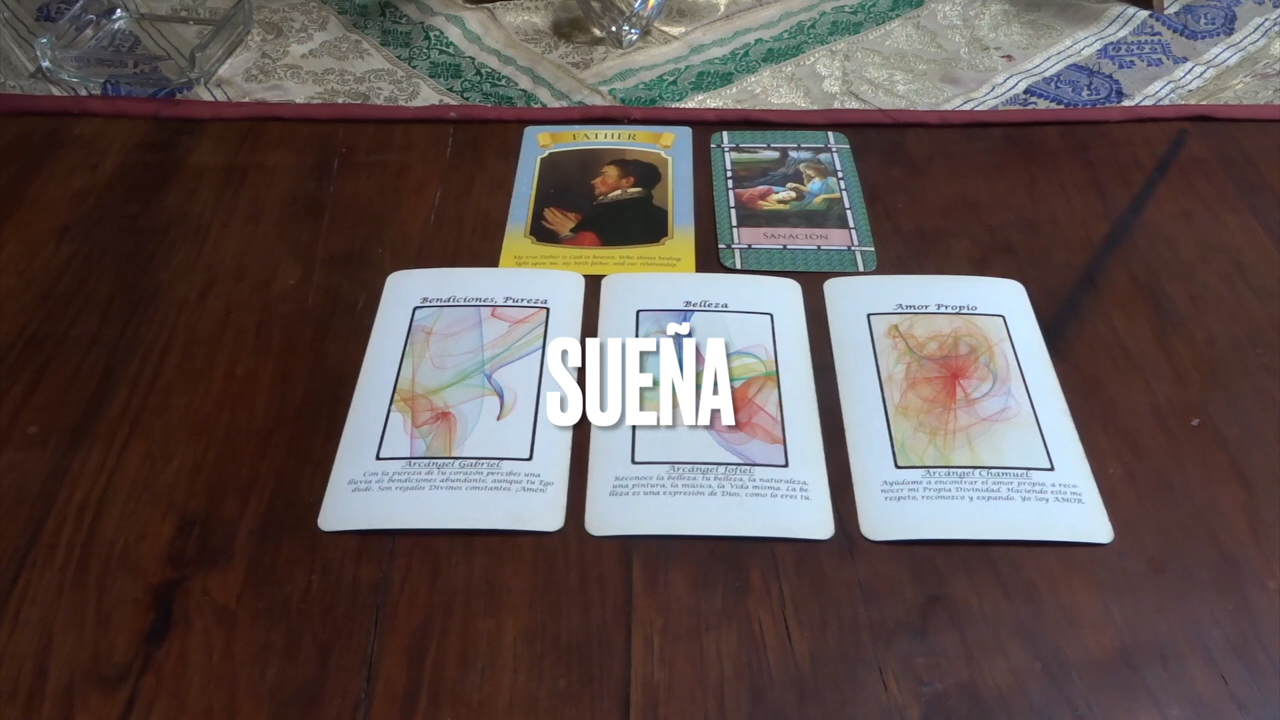 FATHER
My true Father is God in heaven, Who shines healing
light upon me, my birth father, and our relationship.
SANACIÓN
Bendiciones, Pureza
Arcángel Gabriel:
Con la pureza de tu corazón percibes una
lluvia de bendiciones abundante, aunque tu Ego
dude. Son regalos Divinos constantes. ¡Amén!
Belleza
Arcángel Jofiel:
Reconoce la belleza: tu belleza, la naturaleza,
una pintura, la música, la Vida misma. La be-
lleza es una expresión de Dios, como lo eres tú.
Amor Propio
Arcángel Chamuel:
Ayúdame a encontrar el amor propio, a reco-
nocer mi Propia Divinidad. Haciendo esto me
respeto, reconozco y expando. Yo Soy AMOR
SUEÑA